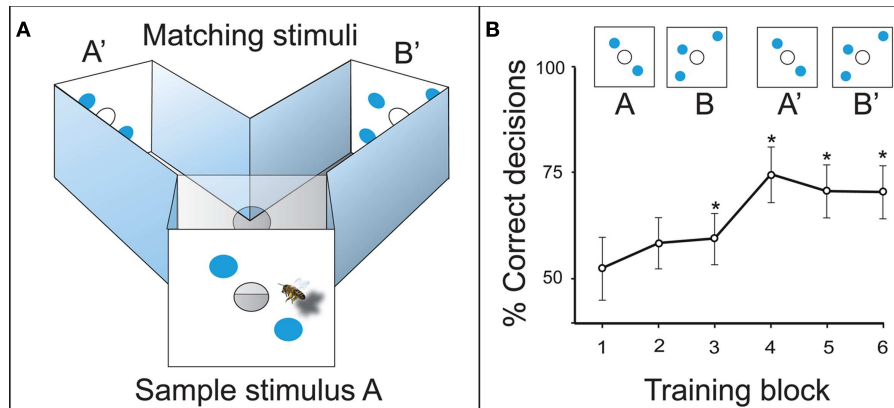 A
Matching stimuli
A’
B’
Sample stimulus A
B
A
B
A’
B’
% Correct decisions
100
75
50
*
*
*
*
1
2
3
4
5
6
Training block